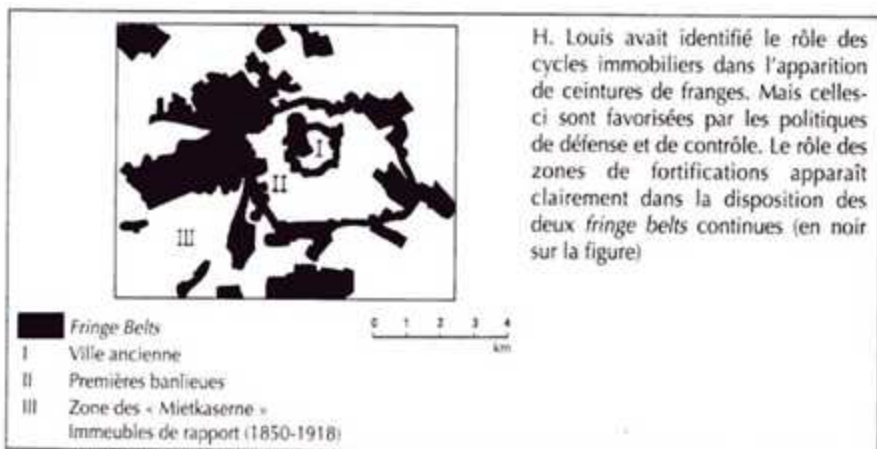 H. Louis avait identifié le rôle des
cycles immobiliers dans l'apparition
de ceintures de franges. Mais celles-
ci sont favorisées par les politiques
de défense et de contrôle. Le rôle des
zones de fortifications apparaît
clairement dans la disposition des
deux fringe belts continues (en noir
sur la figure)
I
II
III
Fringe Belts
0 1 2 3 4
km
I Ville ancienne
II Premières banlieues
III Zone des « Mietkaserne »
Immeubles de rapport (1850-1918)